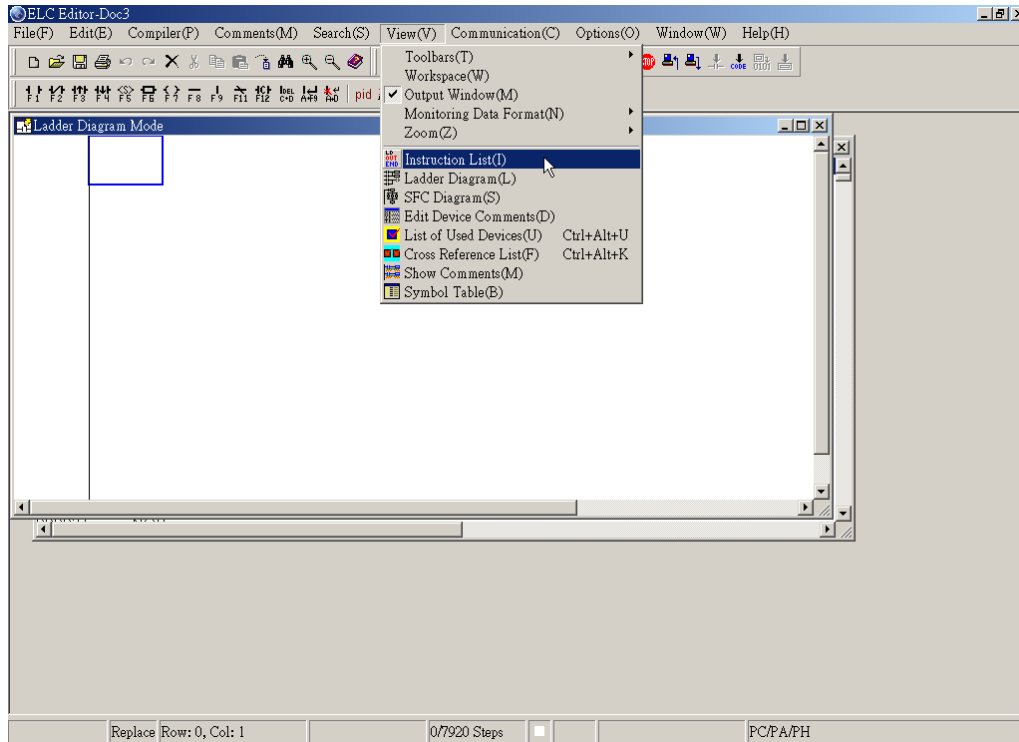 ELC Editor-Doc3
File(F) Edit(E) Compiler(P) Comments(M) Search(S) View(V) Communication(C) Options(O) Window(W) Help(H)
Toolbars(T)
Workspace(W)
Output Window(M)
Monitoring Data Format(N)
Zoom(Z)
Instruction List(I)
Ladder Diagram(L)
SFC Diagram(S)
Edit Device Comments(D)
List of Used Devices(U) Ctrl+Alt+U
Cross Reference List(F) Ctrl+Alt+K
Show Comments(M)
Symbol Table(B)
STOP CODE
F1 F2 F3 F4 F5 F6 F7 F8 F9 F11 F12 pid
Ladder Diagram Mode
Replace Row: 0, Col: 1 0/7920 Steps PC/PA/PH